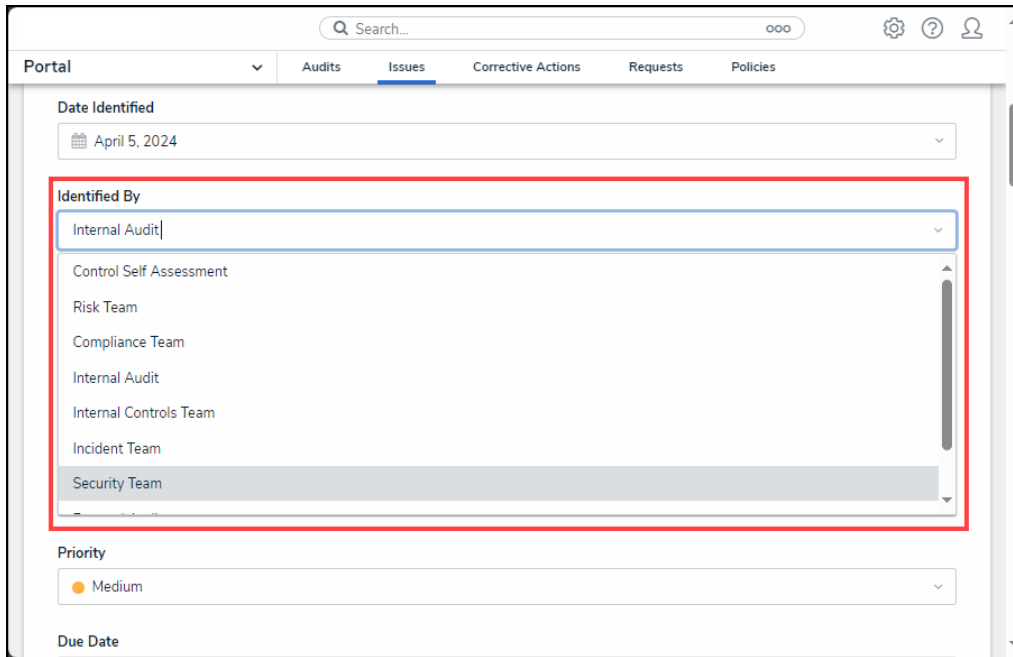 Search...
Portal Audits Issues Corrective Actions Requests Policies
Date Identified
April 5, 2024
Identified By
Internal Audit
Control Self Assessment
Risk Team
Compliance Team
Internal Audit
Internal Controls Team
Incident Team
Security Team
Priority
Medium
Due Date